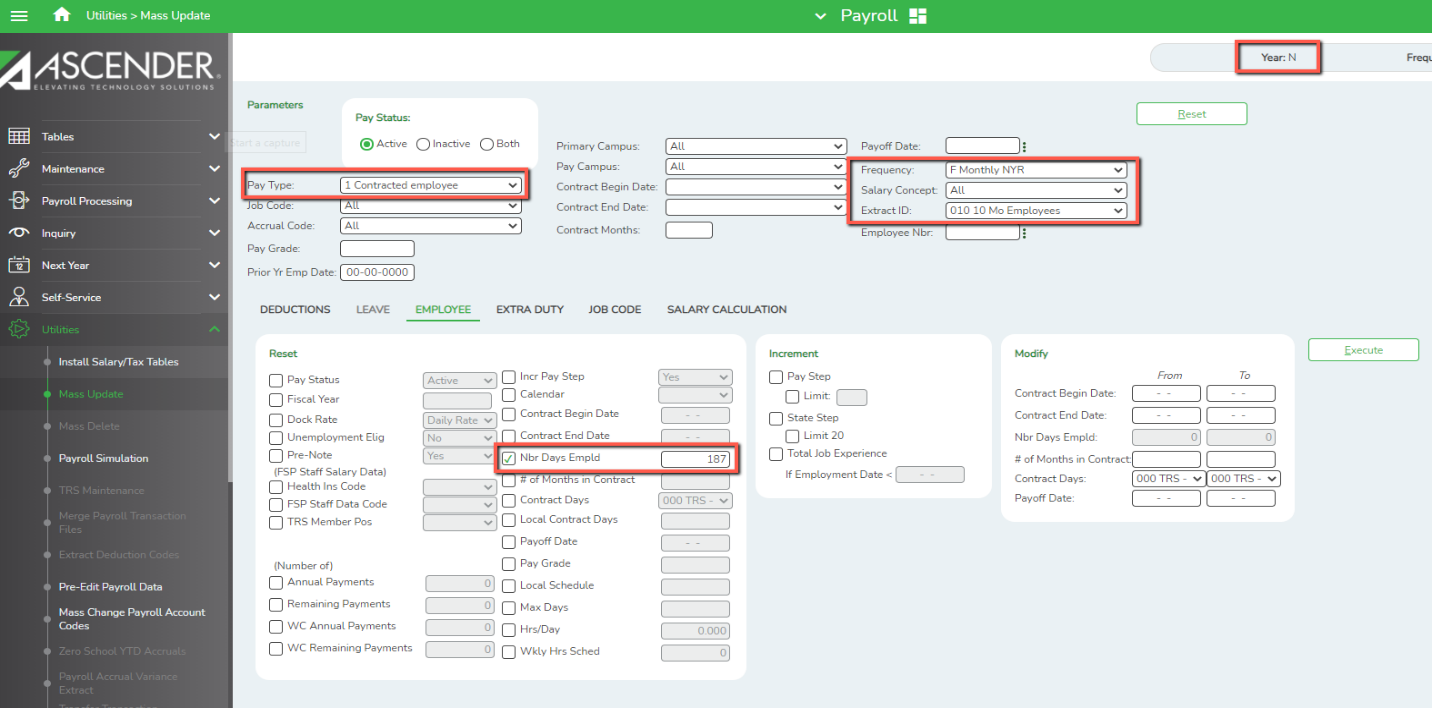 Utilities > Mass Update
Payroll
ASCENDER
ELEVATING TECHNOLOGY SOLUTIONS
Year: N
Frequ
Tables
Maintenance
Payroll Processing
Inquiry
12
Next Year
Self-Service
Utilities
Install Salary/Tax Tables
Mass Update
Mass Delete
Payroll Simulation
TRS Maintenance
Merge Payroll Transaction
Files
Extract Deduction Codes
Pre-Edit Payroll Data
Mass Change Payroll Account
Codes
Zero School YTD Accruals
Payroll Accrual Variance
Extract
Start a capture
Parameters
Pay Status:
Active Inactive Both
Pay Type: 1 Contracted employee
Job Code: All
Accrual Code: All
Pay Grade:
Prior Yr Emp Date: 00-00-0000
Primary Campus: All
Pay Campus: All
Contract Begin Date:
Contract End Date:
Contract Months:
Payoff Date:
Frequency: F Monthly NYR
Salary Concept: All
Extract ID: 010 10 Mo Employees
Employee Nbr:
Reset
DEDUCTIONS LEAVE EMPLOYEE EXTRA DUTY JOB CODE SALARY CALCULATION
Reset
Pay Status Active
Fiscal Year
Dock Rate Daily Rate
Unemployment Elig No
Pre-Note Yes
(FSP Staff Salary Data)
Health Ins Code
FSP Staff Data Code
TRS Member Pos
(Number of)
Annual Payments 0
Remaining Payments 0
WC Annual Payments 0
WC Remaining Payments 0
Incr Pay Step Yes
Calendar
Contract Begin Date - -
Contract End Date - -
Nbr Days Empld 187
# of Months in Contract
Contract Days 000 TRS -
Local Contract Days
Payoff Date - -
Pay Grade
Local Schedule
Max Days
Hrs/Day 0.000
Wkly Hrs Sched 0
Increment
Pay Step
Limit:
State Step
Limit 20
Total Job Experience
If Employment Date < - -
Modify
From To
Contract Begin Date: - - - -
Contract End Date: - - - -
Nbr Days Empld: 0 0
# of Months in Contract:
Contract Days: 000 TRS - 000 TRS -
Payoff Date: - - - -
Execute